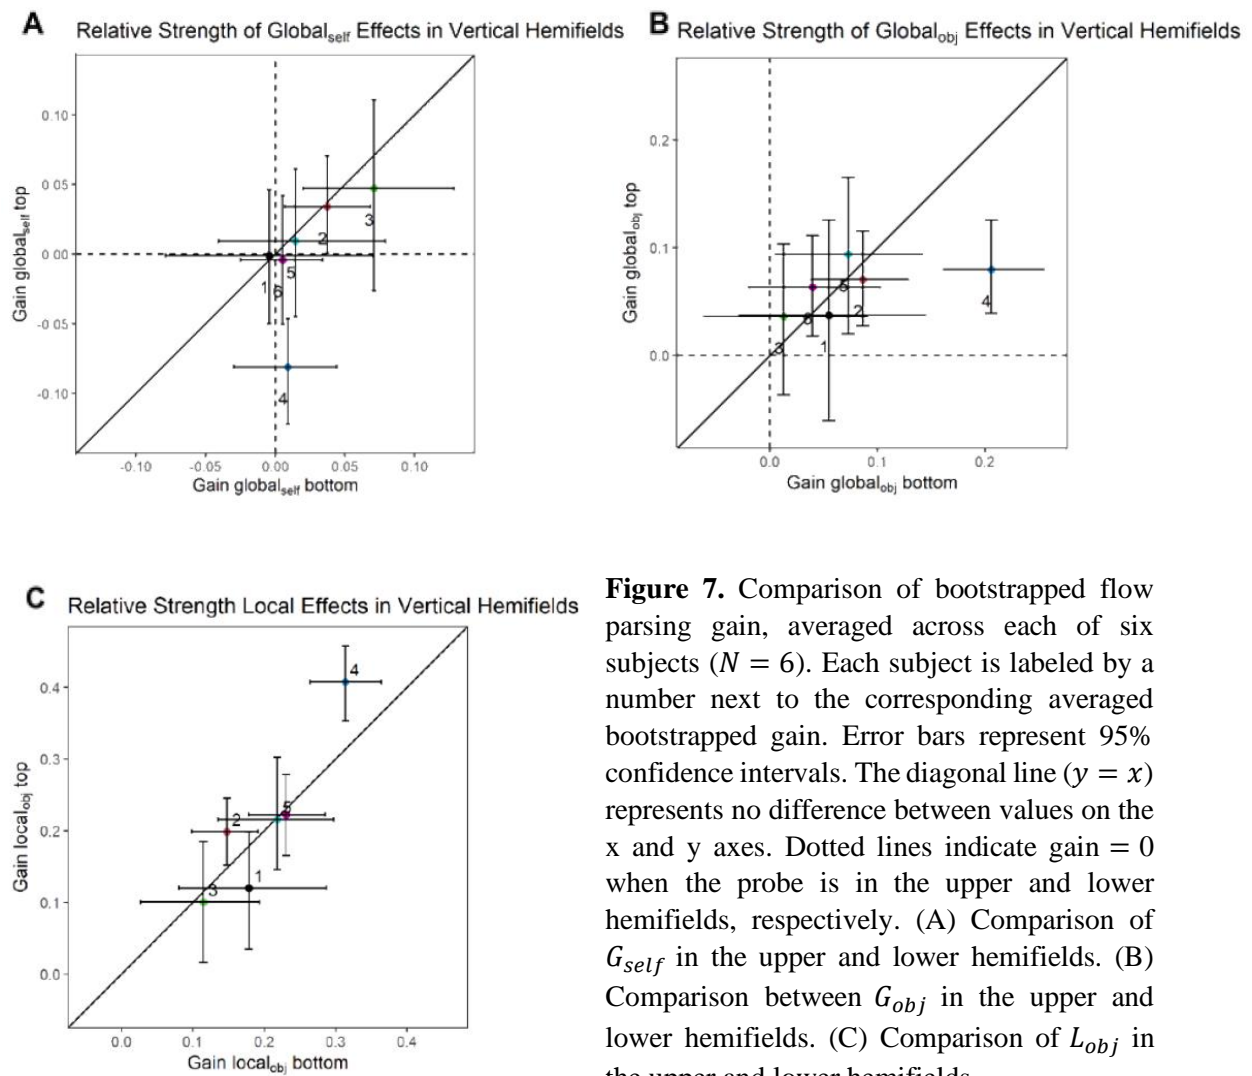 A
Relative Strength of Globalself Effects in Vertical Hemifields
0.10
0 05
0.00
-0 05
-0.10
Gain globalself top
3
2
5
1
6
4
-0.10
-0.05
0.00
0.05
0.10
Gain globalself bottom
B
Relative Strength of Globalobj Effects in Vertical Hemifields
0.2
0.1
0.0
Gain globalobj top
5
4
2
6
3
1
0.0
0.1
0.2
Gain globalobj bottom
C
Relative Strength Local Effects in Vertical Hemifields
0.4
0.3
0.2
0.1
0.0
Gain localobj top
4
5
2
1
3
0.0
0.1
0.2
0.3
0.4
Gain localobj bottom
Figure 7. Comparison of bootstrapped flow
parsing gain, averaged across each of six
subjects (N = 6). Each subject is labeled by a
number next to the corresponding averaged
bootstrapped gain. Error bars represent 95%
confidence intervals. The diagonal line (y = x)
represents no difference between values on the
x and y axes. Dotted lines indicate gain = 0
when the probe is in the upper and lower
hemifields, respectively. (A) Comparison of
Gself in the upper and lower hemifields. (B)
Comparison between Gobj in the upper and
lower hemifields. (C) Comparison of Lobj in
the upper and lower hemifields